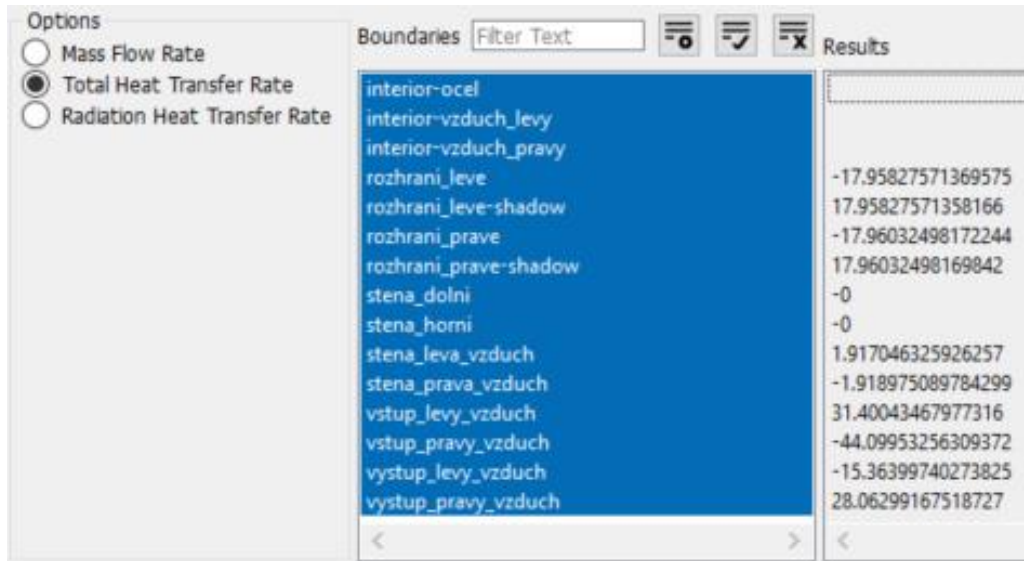 Options
Mass Flow Rate
Total Heat Transfer Rate
Radiation Heat Transfer Rate
Boundaries Filter Text
Results
interior-ocel
interior-vzduch_levy
interior-vzduch_pravy
rozhrani_leve -17.95827571369575
rozhrani_leve-shadow 17.95827571358166
rozhrani_prave -17.96032498172244
rozhrani_prave-shadow 17.96032498169842
stena_dolni -0
stena_horni -0
stena_leva_vzduch 1.917046325926257
stena_prava_vzduch -1.918975089784299
vstup_levy_vzduch 31.40043467977316
vstup_pravy_vzduch -44.09953256309372
vystup_levy_vzduch -15.36399740273825
vystup_pravy_vzduch 28.06299167518727